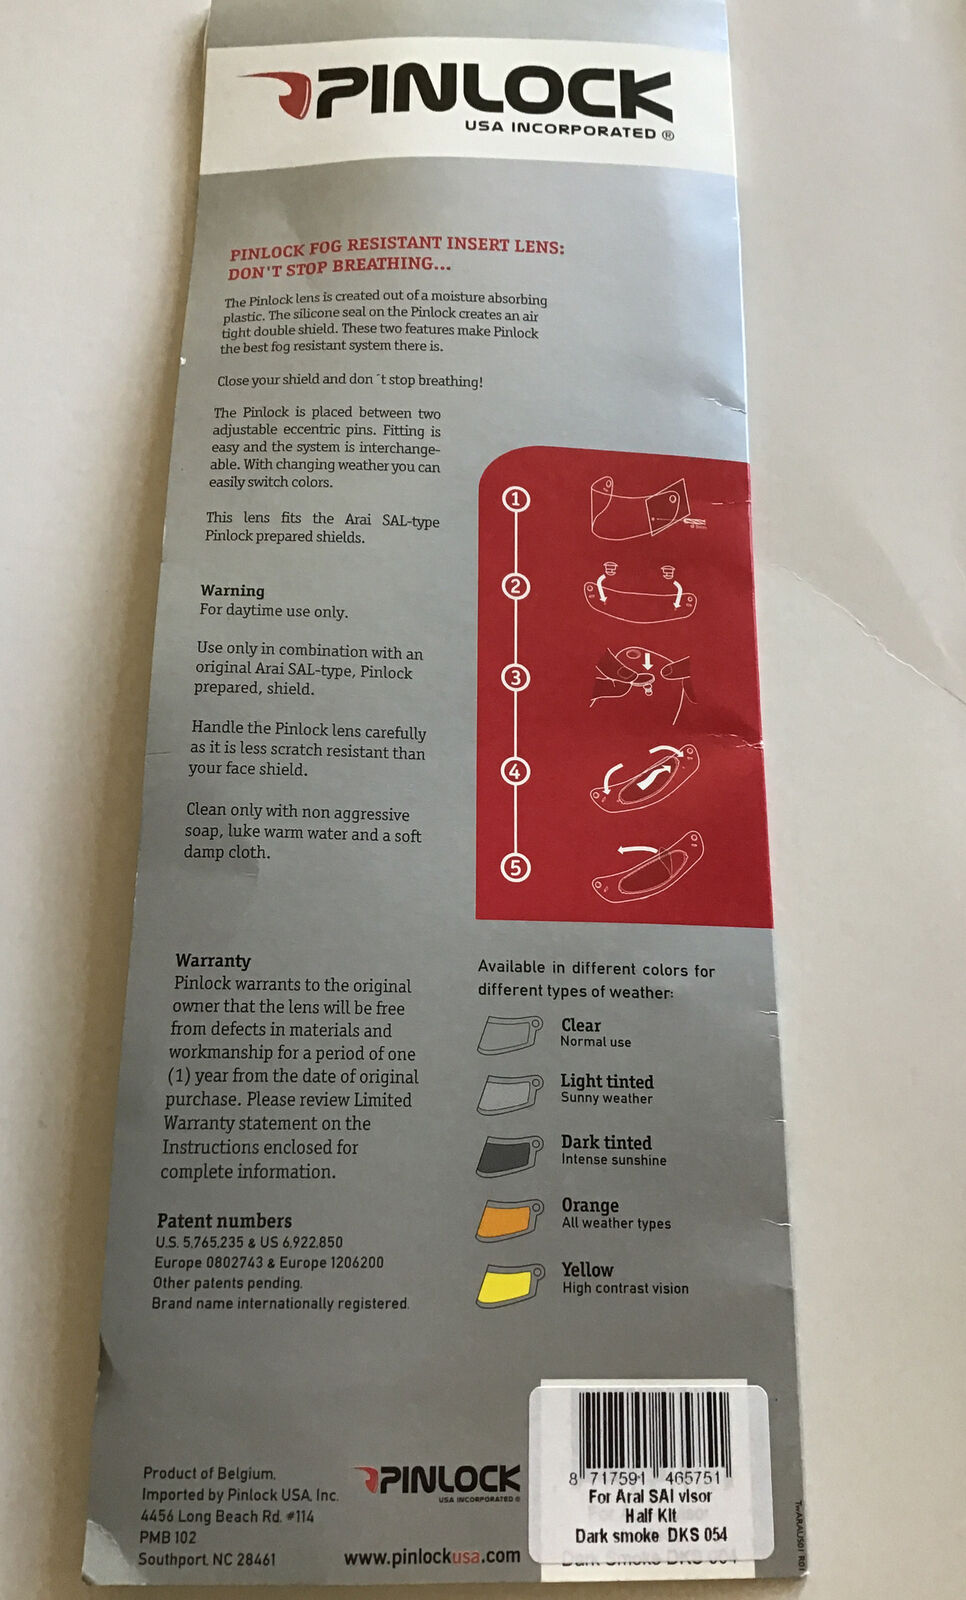 PINLOCK
USA INCORPORATED ®
PINLOCK FOG RESISTANT INSERT LENS:
DON'T STOP BREATHING...
The Pinlock lens is created out of a moisture absorbing
plastic. The silicone seal on the Pinlock creates an air
tight double shield. These two features make Pinlock
the best fog resistant system there is.
Close your shield and don´t stop breathing!
The Pinlock is placed between two
adjustable eccentric pins. Fitting is
easy and the system is interchange-
able. With changing weather you can
easily switch colors.
This lens fits the Arai SAL-type
Pinlock prepared shields.
Warning
For daytime use only.
Use only in combination with an
original Arai SAL-type, Pinlock
prepared, shield.
Handle the Pinlock lens carefully
as it is less scratch resistant than
your face shield.
Clean only with non aggressive
soap, luke warm water and a soft
damp cloth.
1
2
3
4
5
Warranty
Pinlock warrants to the original
owner that the lens will be free
from defects in materials and
workmanship for a period of one
(1) year from the date of original
purchase. Please review Limited
Warranty statement on the
Instructions enclosed for
complete information.
Patent numbers
U.S. 5,765,235 & US 6,922,850
Europe 0802743 & Europe 1206200
Other patents pending.
Brand name internationally registered.
Available in different colors for
different types of weather:
Clear
Normal use
Light tinted
Sunny weather
Dark tinted
Intense sunshine
Orange
All weather types
Yellow
High contrast vision
Product of Belgium.
Imported by Pinlock USA, Inc.
4456 Long Beach Rd. #114
PMB 102
Southport, NC 28461
PINLOCK
USA INCORPORATED ®
www.pinlockusa.com
8 717591 465751
For Arai SAI visor
Half Kit
Dark smoke DKS 054